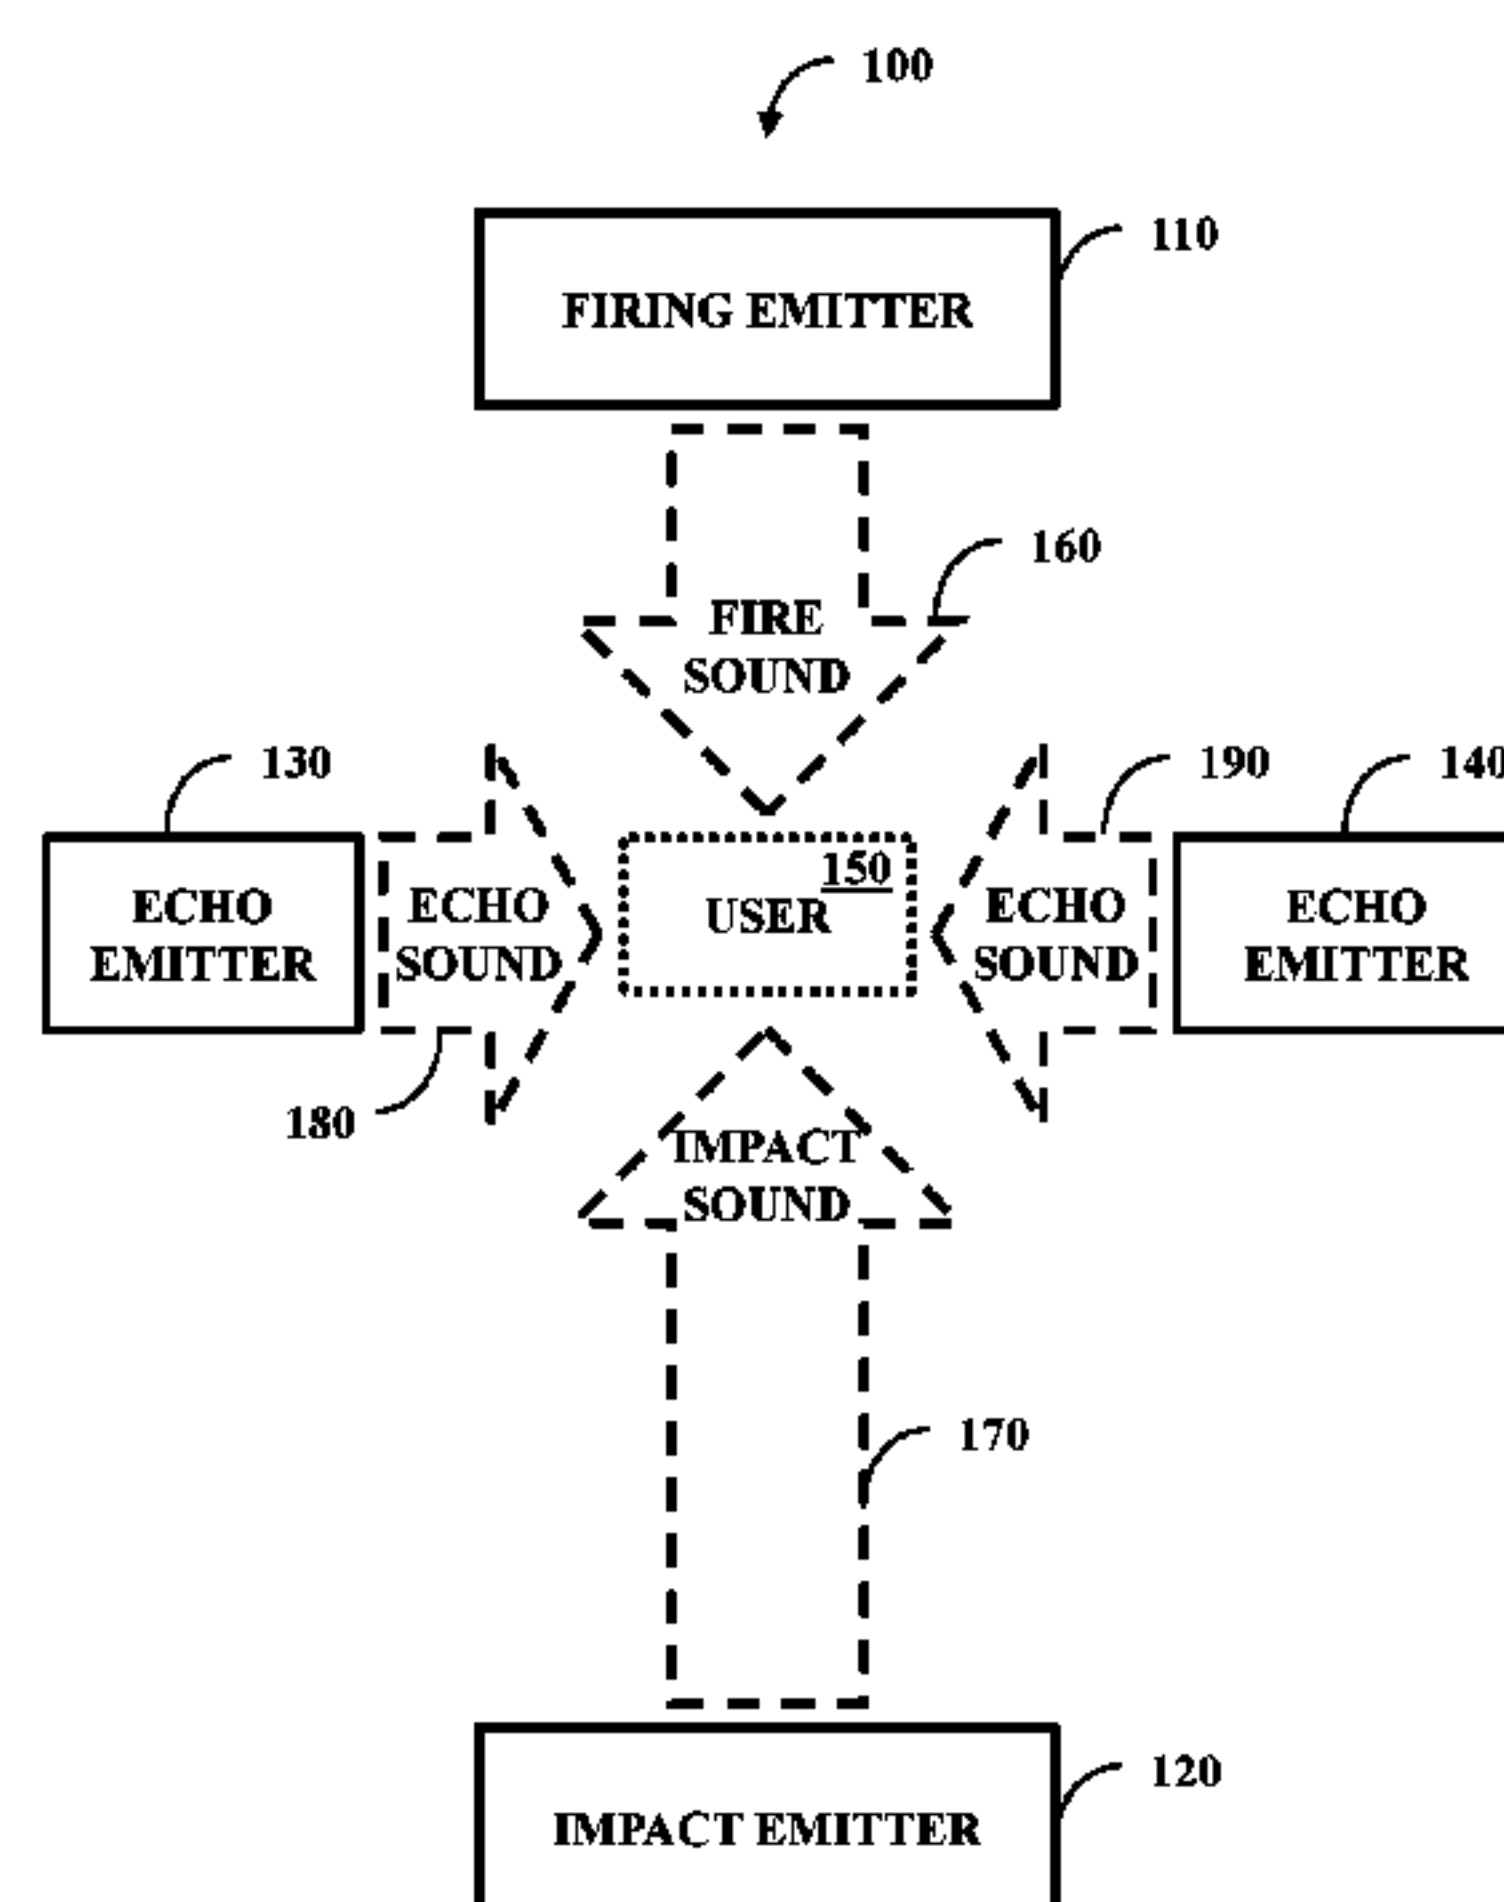 100
110
FIRING EMITTER
160
FIRE
SOUND
130
190
140
150
ECHO
EMITTER
ECHO
SOUND
USER
ECHO
SOUND
ECHO
EMITTER
180
IMPACT
SOUND
170
120
IMPACT EMITTER